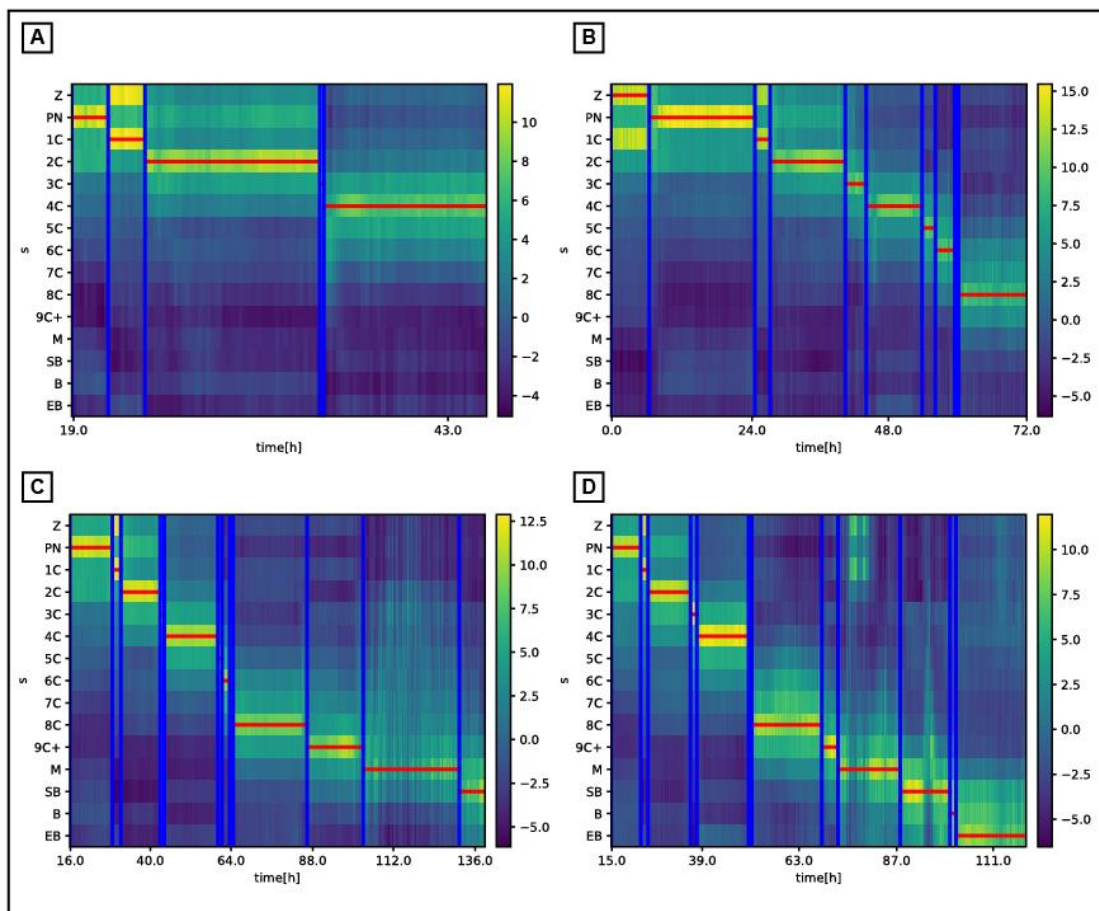 A
Z
PN
1C
2C
3C
4C
5C
6C
7C
8C
9C+
M
SB
B
EB
s
19.0 43.0
time[h]
10
8
6
4
2
0
−2
−4
B
Z
PN
1C
2C
3C
4C
5C
6C
7C
8C
9C+
M
SB
B
EB
s
0.0 24.0 48.0 72.0
time[h]
15.0
12.5
10.0
7.5
5.0
2.5
0.0
−2.5
−5.0
C
Z
PN
1C
2C
3C
4C
5C
6C
7C
8C
9C+
M
SB
B
EB
s
16.0 40.0 64.0 88.0 112.0 136.0
time[h]
12.5
10.0
7.5
5.0
2.5
0.0
−2.5
−5.0
D
Z
PN
1C
2C
3C
4C
5C
6C
7C
8C
9C+
M
SB
B
EB
s
15.0 39.0 63.0 87.0 111.0
time[h]
10.0
7.5
5.0
2.5
0.0
−2.5
−5.0